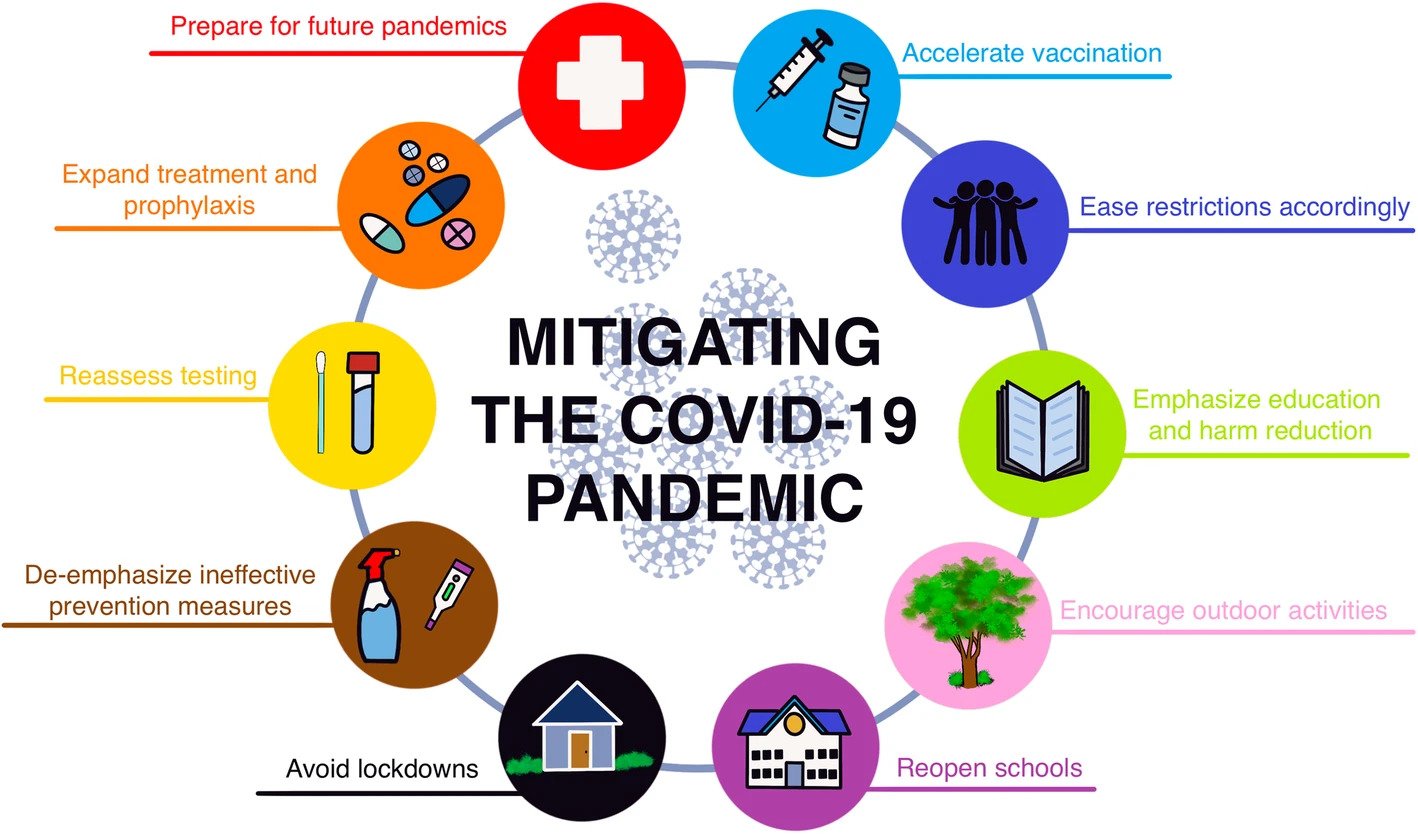 Prepare for future pandemics
Accelerate vaccination
Expand treatment and
prophylaxis
Ease restrictions accordingly
MITIGATING
THE COVID-19
PANDEMIC
Reassess testing
Emphasize education
and harm reduction
De-emphasize ineffective
prevention measures
Encourage outdoor activities
Avoid lockdowns
Reopen schools